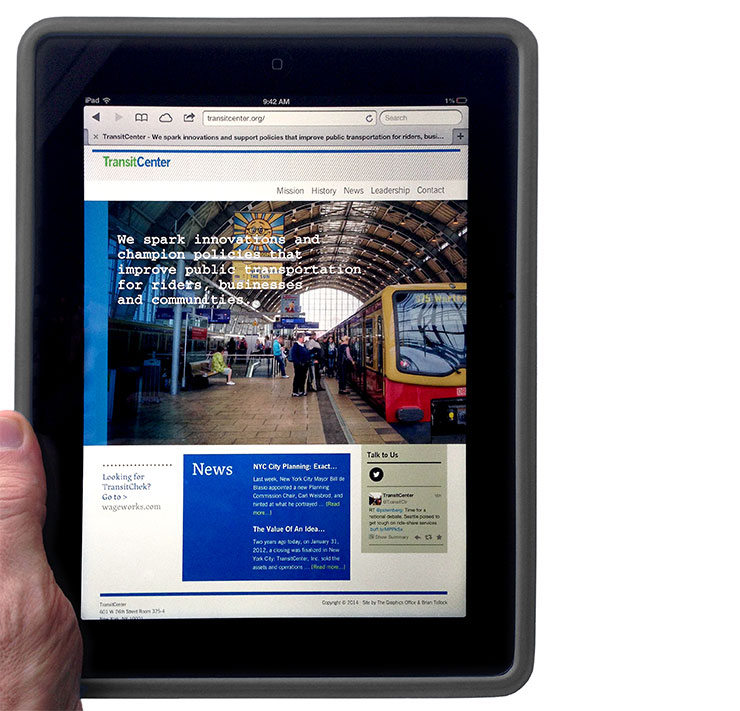 iPad 9:42 AM 1%
transitcenter.org/ Search
TransitCenter - We spark innovations and support policies that improve public transportation for riders, busi...
TransitCenter
Mission History News Leadership Contact
We spark innovations and
champion policies that
improve public transportation
for riders, businesses
and communities.
Looking for
TransitChek?
Go to >
wageworks.com
News
NYC City Planning: Exact...
Last week, New York City Mayor Bill de
Blasio appointed a new Planning
Commission Chair, Carl Weisbrod, and
hinted at what he portrayed ... [Read
more...]
The Value Of An Idea...
Two years ago today, on January 31,
2012, a closing was finalized in New
York City. TransitCenter, Inc. sold the
assets and operations ... [Read more...]
Talk to Us
TransitCenter
@TransitCtr
RT @petenberg: Time for a
national debate. Seattle poised to
get rough on ride-share services
Show Summary
TransitCenter
601 W 26th Street Room 325-4
Copyright © 2014 · Site by The Graphics Office & Brian Tollock